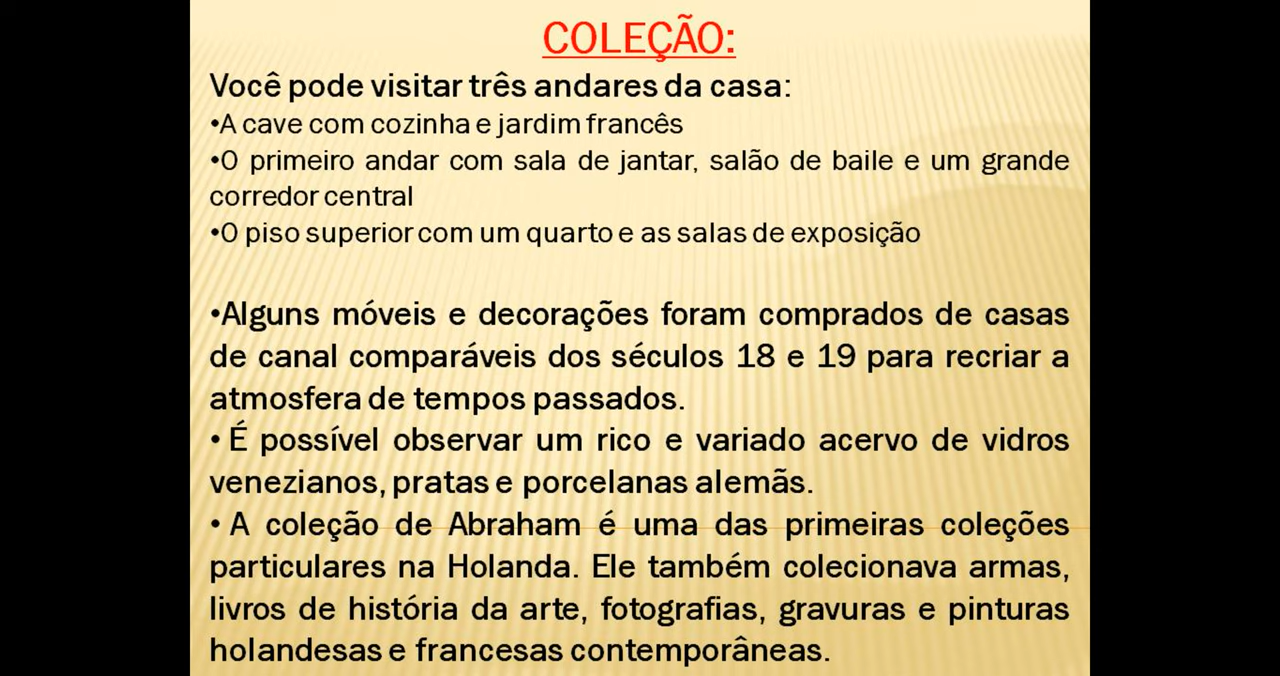 COLEÇÃO:
Você pode visitar três andares da casa:
•A cave com cozinha e jardim francês
•O primeiro andar com sala de jantar, salão de baile e um grande
corredor central
•O piso superior com um quarto e as salas de exposição
•Alguns móveis e decorações foram comprados de casas
de canal comparáveis dos séculos 18 e 19 para recriar a
atmosfera de tempos passados.
• É possível observar um rico e variado acervo de vidros
venezianos, pratas e porcelanas alemãs.
• A coleção de Abraham é uma das primeiras coleções
particulares na Holanda. Ele também colecionava armas,
livros de história da arte, fotografias, gravuras e pinturas
holandesas e francesas contemporâneas.